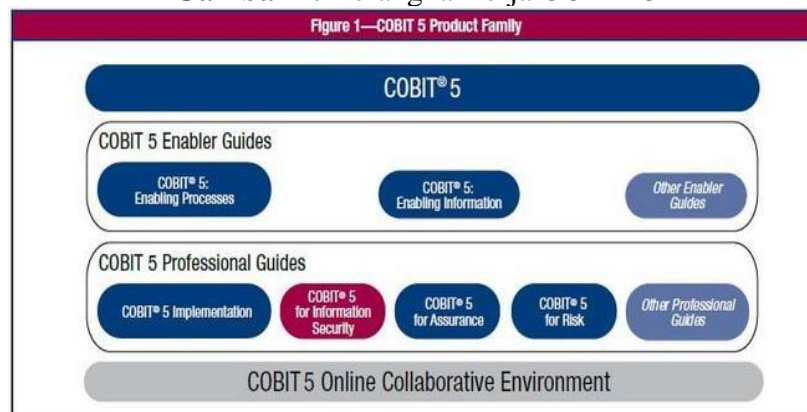 Figure 1—COBIT 5 Product Family
COBIT® 5
COBIT 5 Enabler Guides
COBIT® 5:
Enabling Processes
COBIT® 5:
Enabling Information
Other Enabler
Guides
COBIT 5 Professional Guides
COBIT® 5 Implementation
COBIT® 5
for Information
Security
COBIT® 5
for Assurance
COBIT® 5
for Risk
Other Professional
Guides
COBIT 5 Online Collaborative Environment